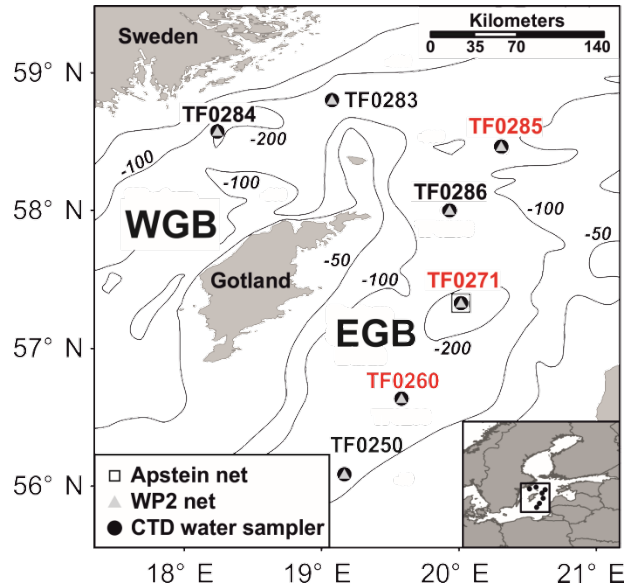 Kilometers
0 35 70 140
Sweden
59° N
TF0283
TF0284
-200
TF0285
-100
-100
TF0286
58° N
-100
WGB
-50
-50
Gotland
TF0271
-100
EGB
57° N
-200
TF0260
TF0250
56° N
Apstein net
WP2 net
CTD water sampler
18° E
19° E
20° E
21° E